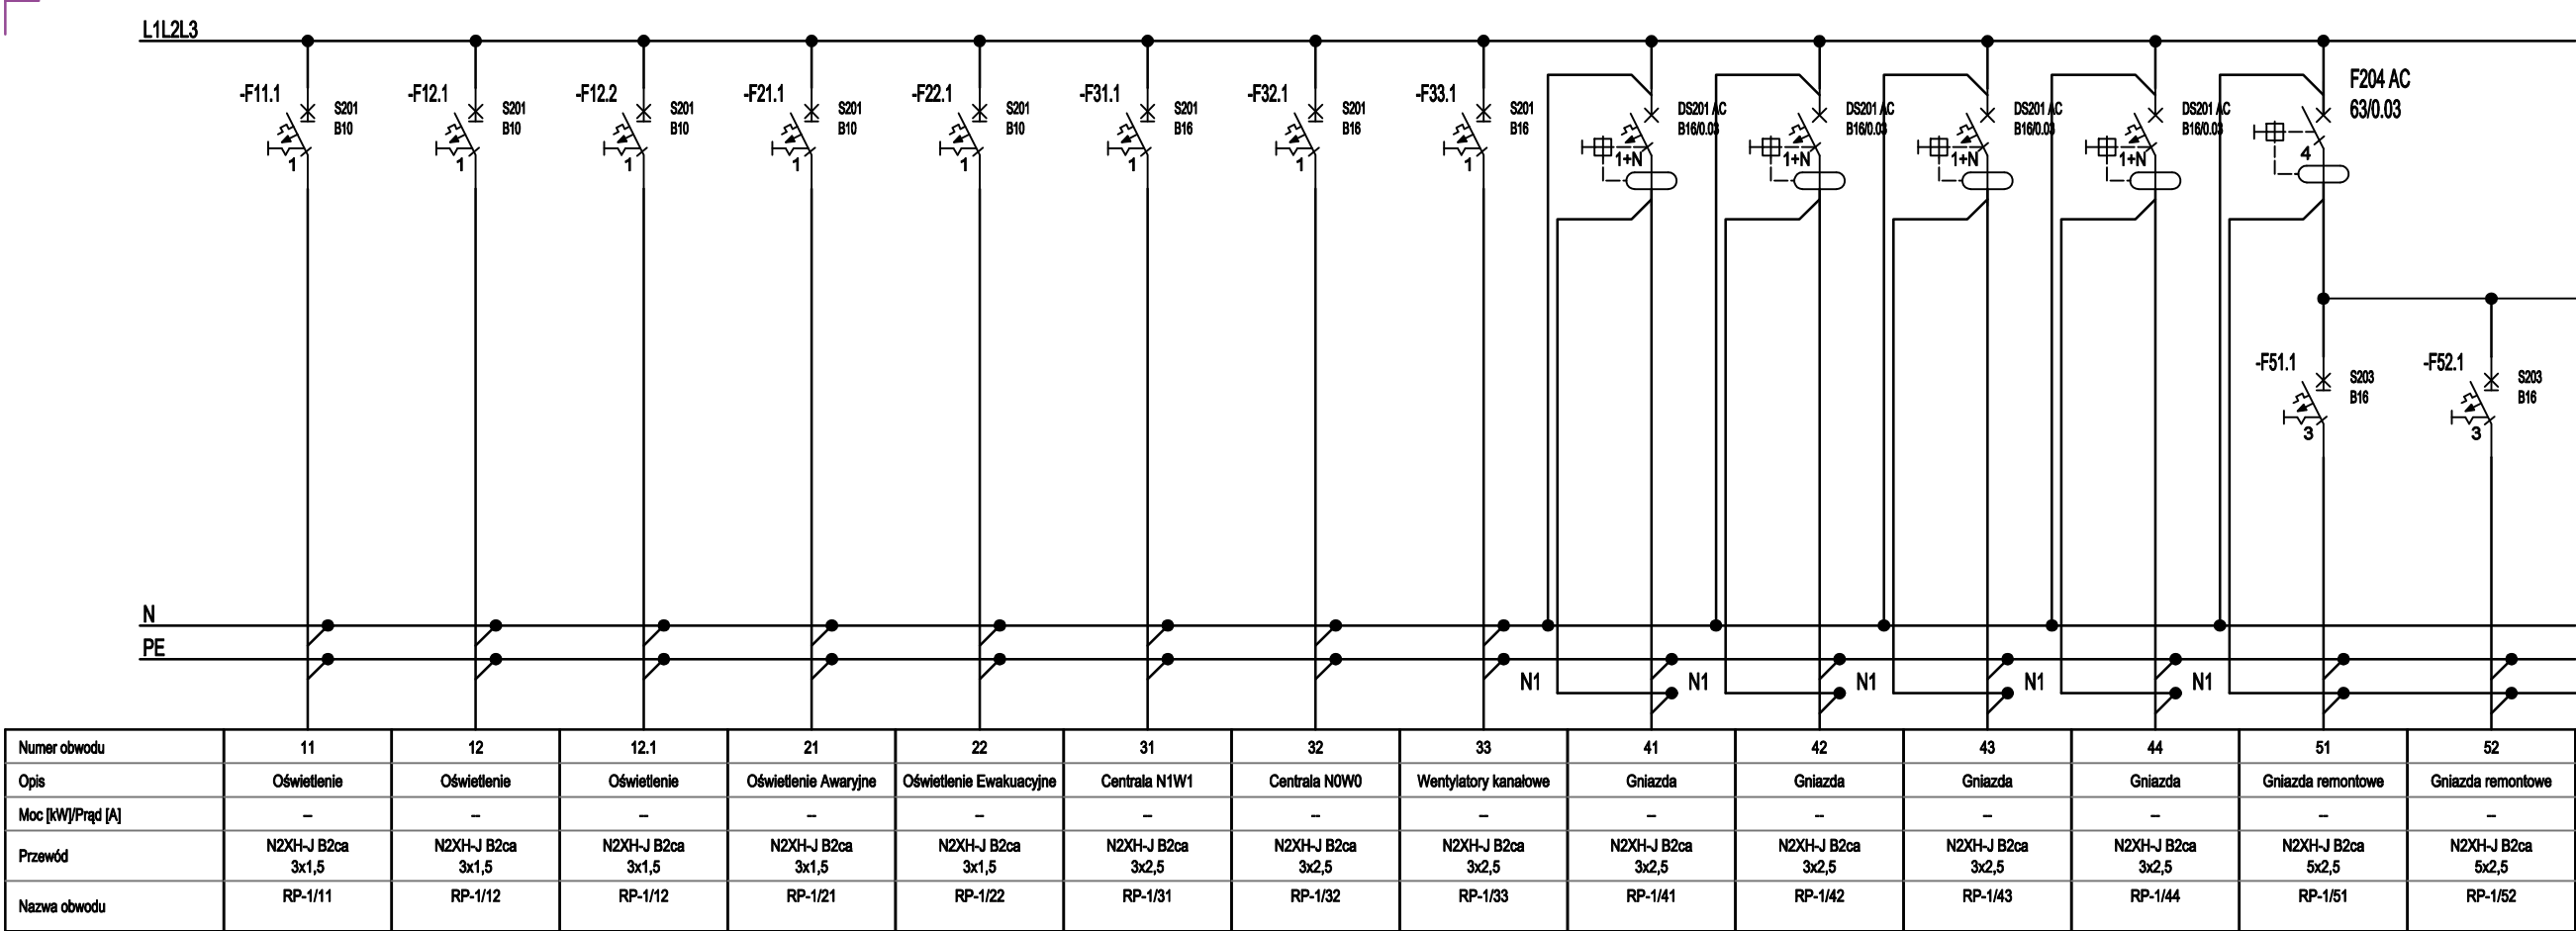 L1L2L3
-F11.1 S201 B10 1
-F12.1 S201 B10 1
-F12.2 S201 B10 1
-F21.1 S201 B10 1
-F22.1 S201 B10 1
-F31.1 S201 B16 1
-F32.1 S201 B16 1
-F33.1 S201 B16 1
DS201 AC B16/0.03 1+N
DS201 AC B16/0.03 1+N
DS201 AC B16/0.03 1+N
DS201 AC B16/0.03 1+N
F204 AC
63/0.03
4
-F51.1 S203 B16 3
-F52.1 S203 B16 3
N
PE
N1 N1 N1 N1 N1
Numer obwodu 11 12 12.1 21 22 31 32 33 41 42 43 44 51 52
Opis Oświetlenie Oświetlenie Oświetlenie Oświetlenie Awaryjne Oświetlenie Ewakuacyjne Centrala N1W1 Centrala N0W0 Wentylatory kanałowe Gniazda Gniazda Gniazda Gniazda Gniazda remontowe Gniazda remontowe
Moc [kW]/Prąd [A] -- -- -- -- -- -- -- -- -- -- -- -- -- --
Przewód N2XH-J B2ca N2XH-J B2ca N2XH-J B2ca N2XH-J B2ca N2XH-J B2ca N2XH-J B2ca N2XH-J B2ca N2XH-J B2ca N2XH-J B2ca N2XH-J B2ca N2XH-J B2ca N2XH-J B2ca N2XH-J B2ca N2XH-J B2ca
3x1,5 3x1,5 3x1,5 3x1,5 3x1,5 3x2,5 3x2,5 3x2,5 3x2,5 3x2,5 3x2,5 3x2,5 5x2,5 5x2,5
Nazwa obwodu RP-1/11 RP-1/12 RP-1/12 RP-1/21 RP-1/22 RP-1/31 RP-1/32 RP-1/33 RP-1/41 RP-1/42 RP-1/43 RP-1/44 RP-1/51 RP-1/52